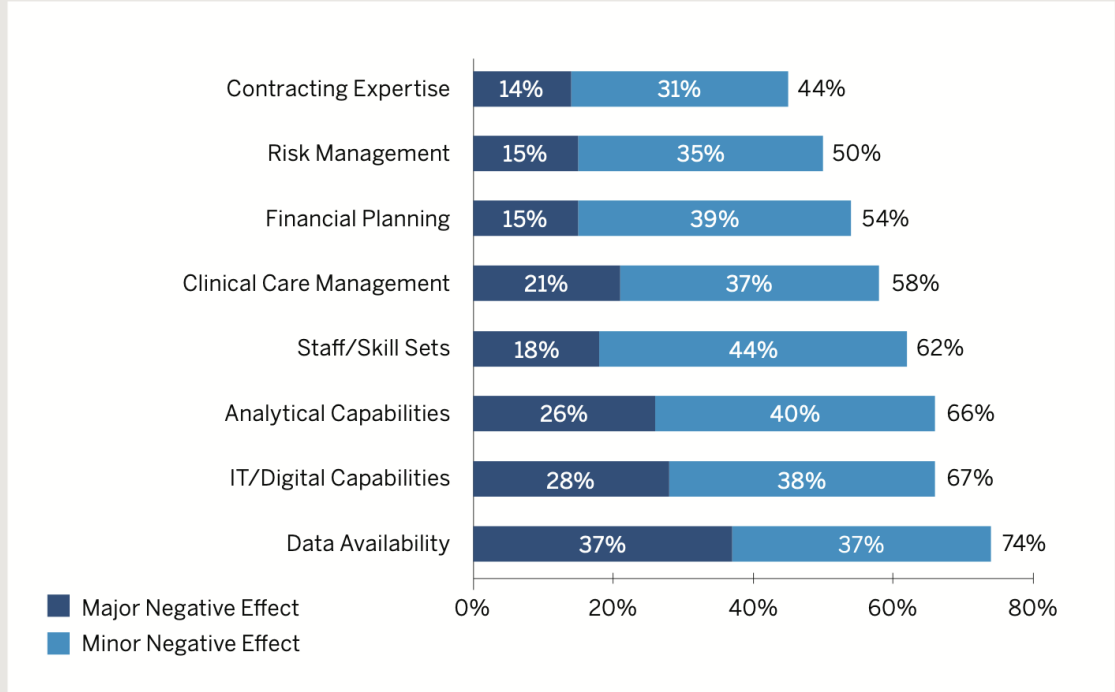 Contracting Expertise 14% 31% 44%
Risk Management 15% 35% 50%
Financial Planning 15% 39% 54%
Clinical Care Management 21% 37% 58%
Staff/Skill Sets 18% 44% 62%
Analytical Capabilities 26% 40% 66%
IT/Digital Capabilities 28% 38% 67%
Data Availability 37% 37% 74%
0% 20% 40% 60% 80%
Major Negative Effect
Minor Negative Effect